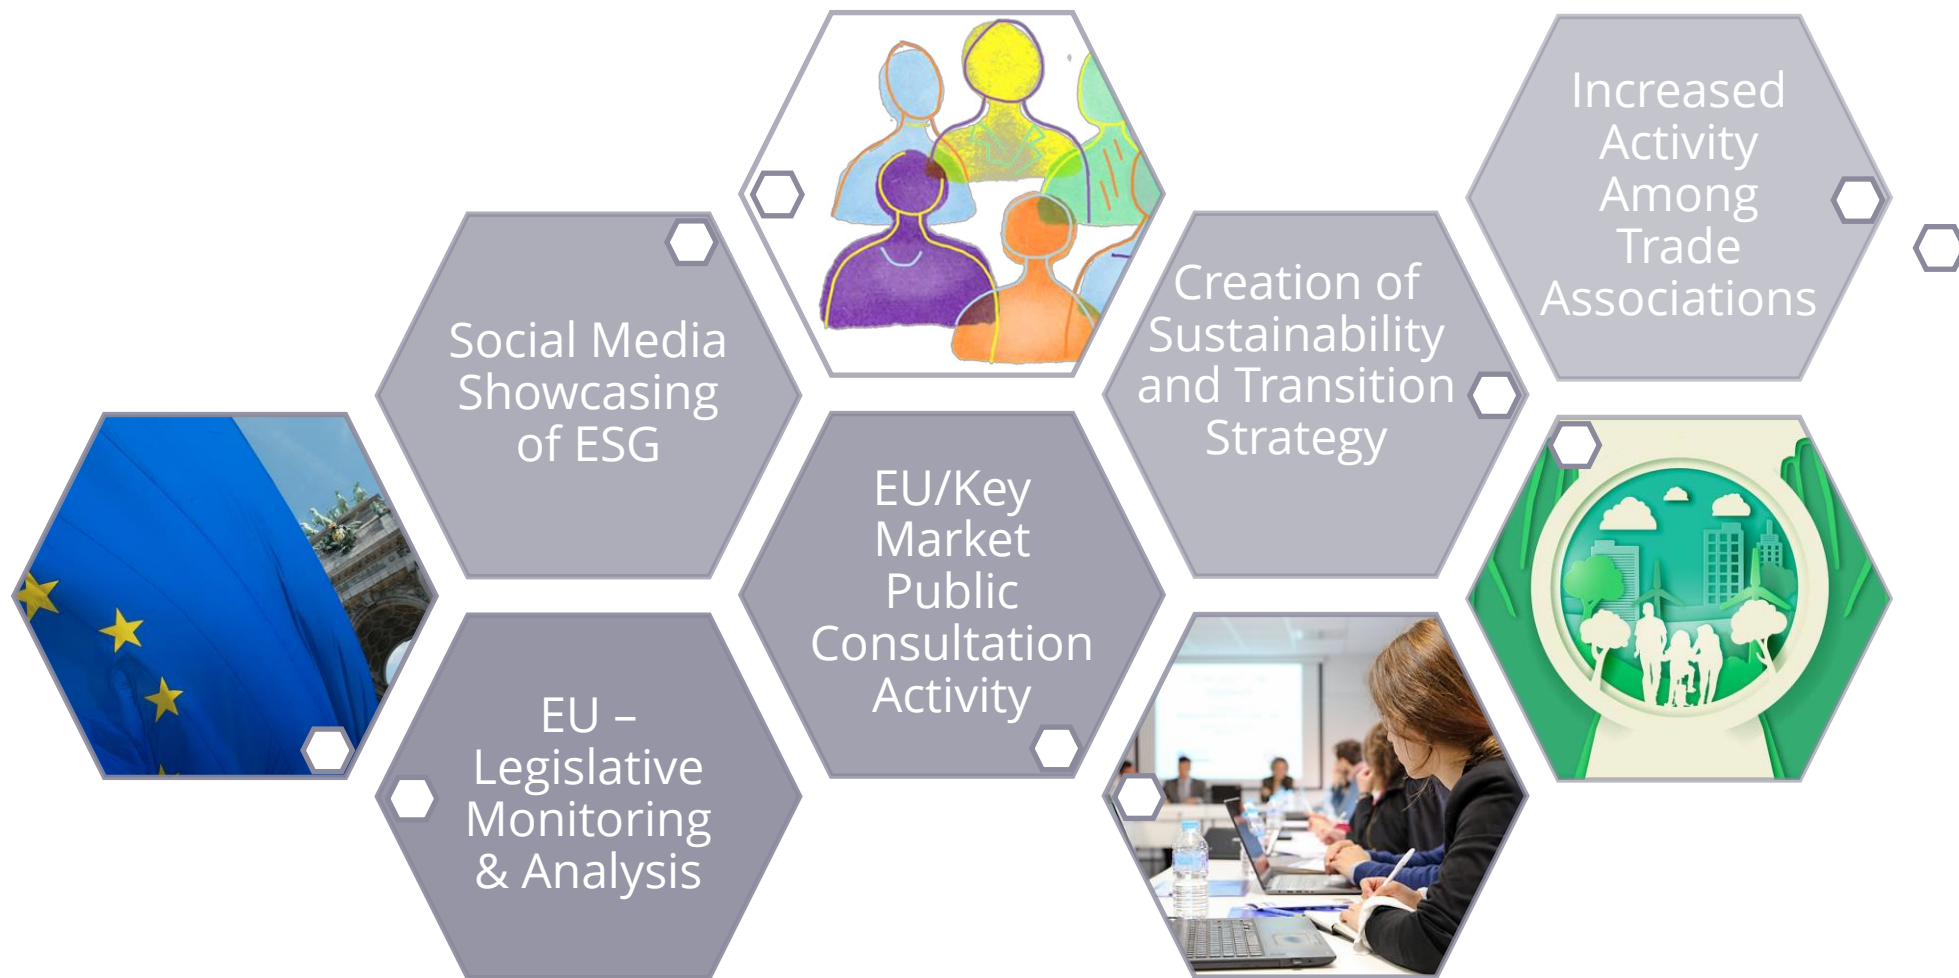 Social Media
Showcasing
of ESG
EU –
Legislative
Monitoring
& Analysis
EU/Key
Market
Public
Consultation
Activity
Creation of
Sustainability
and Transition
Strategy
Increased
Activity
Among
Trade
Associations